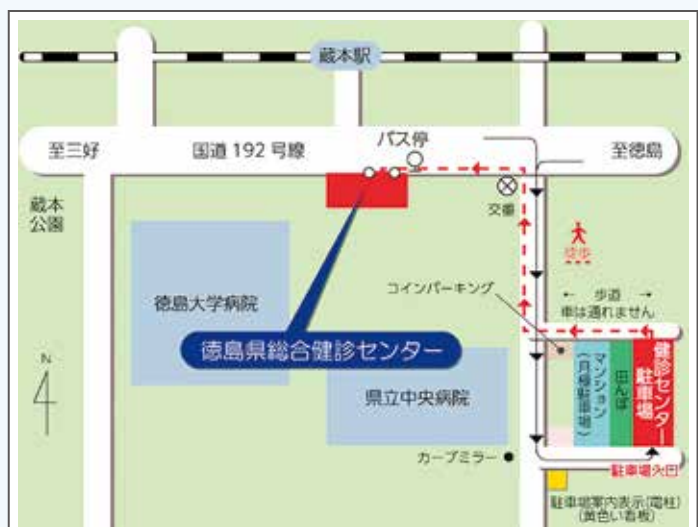 蔵本駅
バス停
至三好
国道192号線
至徳島
蔵本
公園
交番
徒歩
徳島大学病院
コインパーキング
← 歩道 →
車は通れません
徳島県総合健診センター
N
県立中央病院
マンション
(月極駐車場)
田んぼ
健診センター
駐車場
カーブミラー
駐車場入口
駐車場案内表示(電柱)
(黄色い看板)